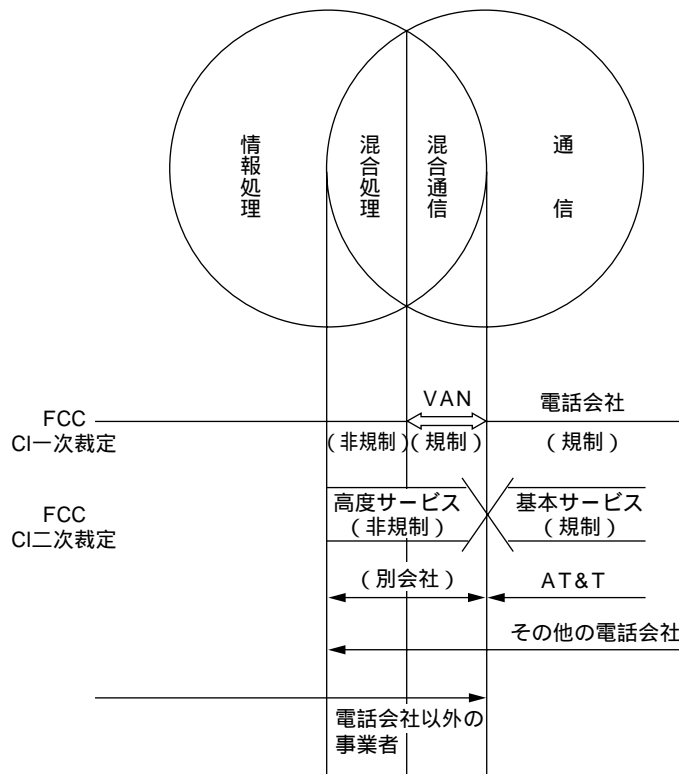 情報処理
混合処理
混合通信
通信
VAN
電話会社
FCC
CI一次裁定
(非規制)
(規制)
(規制)
FCC
CI二次裁定
高度サービス
(非規制)
基本サービス
(規制)
(別会社)
AT&T
その他の電話会社
電話会社以外の
事業者